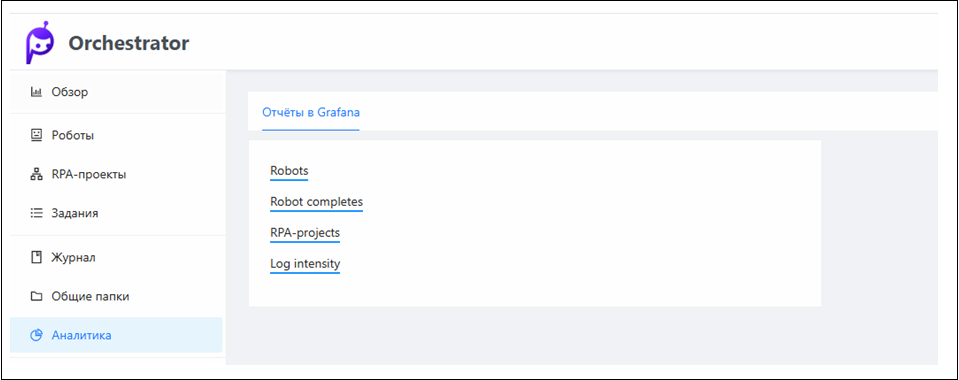 Orchestrator
Обзор
Роботы
RPA-проекты
Задания
Журнал
Общие папки
Аналитика
Отчёты в Grafana
Robots
Robot completes
RPA-projects
Log intensity